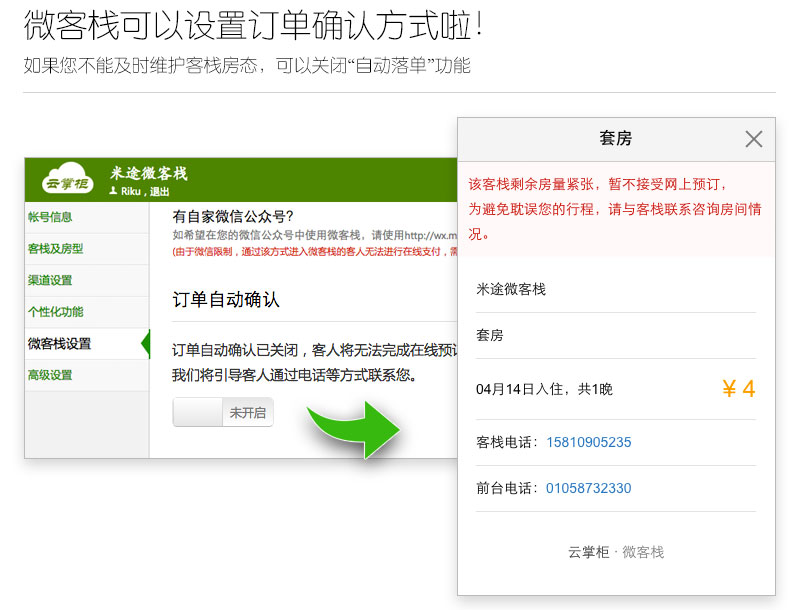 微客栈可以设置订单确认方式啦！
如果您不能及时维护客栈房态，可以关闭“自动落单”功能
云掌柜
米途微客栈
Riku，退出
帐号信息
客栈及房型
渠道设置
个性化功能
微客栈设置
高级设置
有自家微信公众号？
如希望在您的微信公众号中使用微客栈，请使用http://wx.m
(由于微信限制，通过该方式进入微客栈的客人无法进行在线支付，需
订单自动确认
订单自动确认已关闭，客人将无法完成在线预订
我们将引导客人通过电话等方式联系您。
未开启
套房
该客栈剩余房量紧张，暂不接受网上预订，
为避免耽误您的行程，请与客栈联系咨询房间情
况。
米途微客栈
套房
04月14日入住，共1晚 ¥ 4
客栈电话：15810905235
前台电话：01058732330
云掌柜 · 微客栈